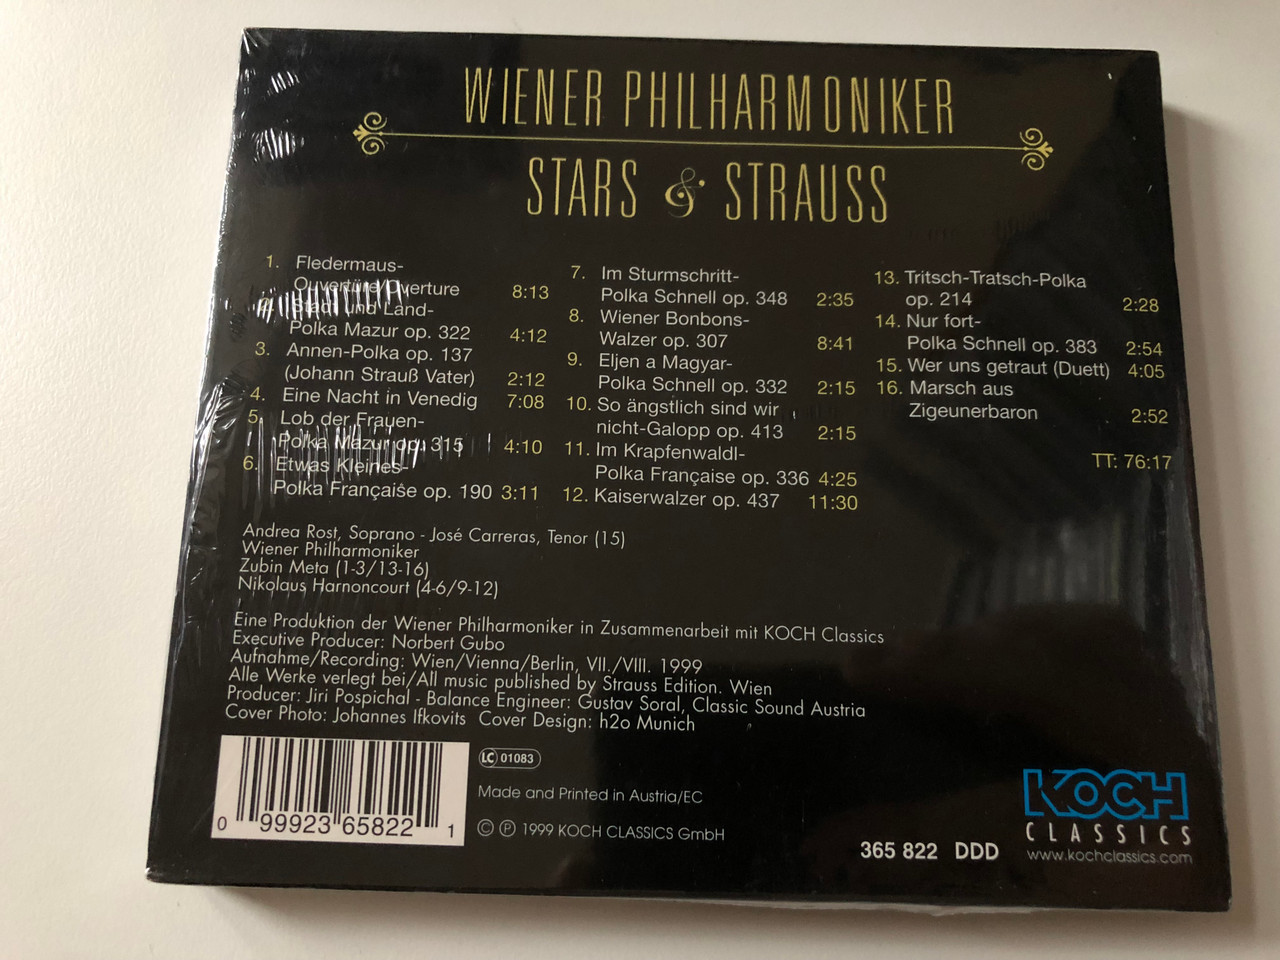 WIENER PHILHARMONIKER
STARS & STRAUSS
1. Fledermaus-
Ouvertüre/Overture 8:13
2. Stadt und Land-
Polka Mazur op. 322 4:12
3. Annen-Polka op. 137
(Johann Strauß Vater) 2:12
4. Eine Nacht in Venedig 7:08
5. Lob der Frauen-
Polka Mazur op. 315 4:10
6. Etwas Kleines-
Polka Française op. 190 3:11
7. Im Sturmschritt-
Polka Schnell op. 348 2:35
8. Wiener Bonbons-
Walzer op. 307 8:41
9. Eljen a Magyar-
Polka Schnell op. 332 2:15
10. So ängstlich sind wir
nicht-Galopp op. 413 2:15
11. Im Krapfenwaldl-
Polka Française op. 336 4:25
12. Kaiserwalzer op. 437 11:30
13. Tritsch-Tratsch-Polka
op. 214 2:28
14. Nur fort-
Polka Schnell op. 383 2:54
15. Wer uns getraut (Duett) 4:05
16. Marsch aus
Zigeunerbaron 2:52
TT: 76:17
Andrea Rost, Soprano - José Carreras, Tenor (15)
Wiener Philharmoniker
Zubin Meta (1-3/13-16)
Nikolaus Harnoncourt (4-6/9-12)
Eine Produktion der Wiener Philharmoniker in Zusammenarbeit mit KOCH Classics
Executive Producer: Norbert Gubo
Aufnahme/Recording: Wien/Vienna/Berlin, VII./VIII. 1999
Alle Werke verlegt bei/All music published by Strauss Edition. Wien
Producer: Jiri Pospichal - Balance Engineer: Gustav Soral, Classic Sound Austria
Cover Photo: Johannes Ifkovits Cover Design: h2o Munich
0 99923 65822 1
LC 01083
Made and Printed in Austria/EC
© ℗ 1999 KOCH CLASSICS GmbH
365 822 DDD
KOCH
CLASSICS
www.kochclassics.com